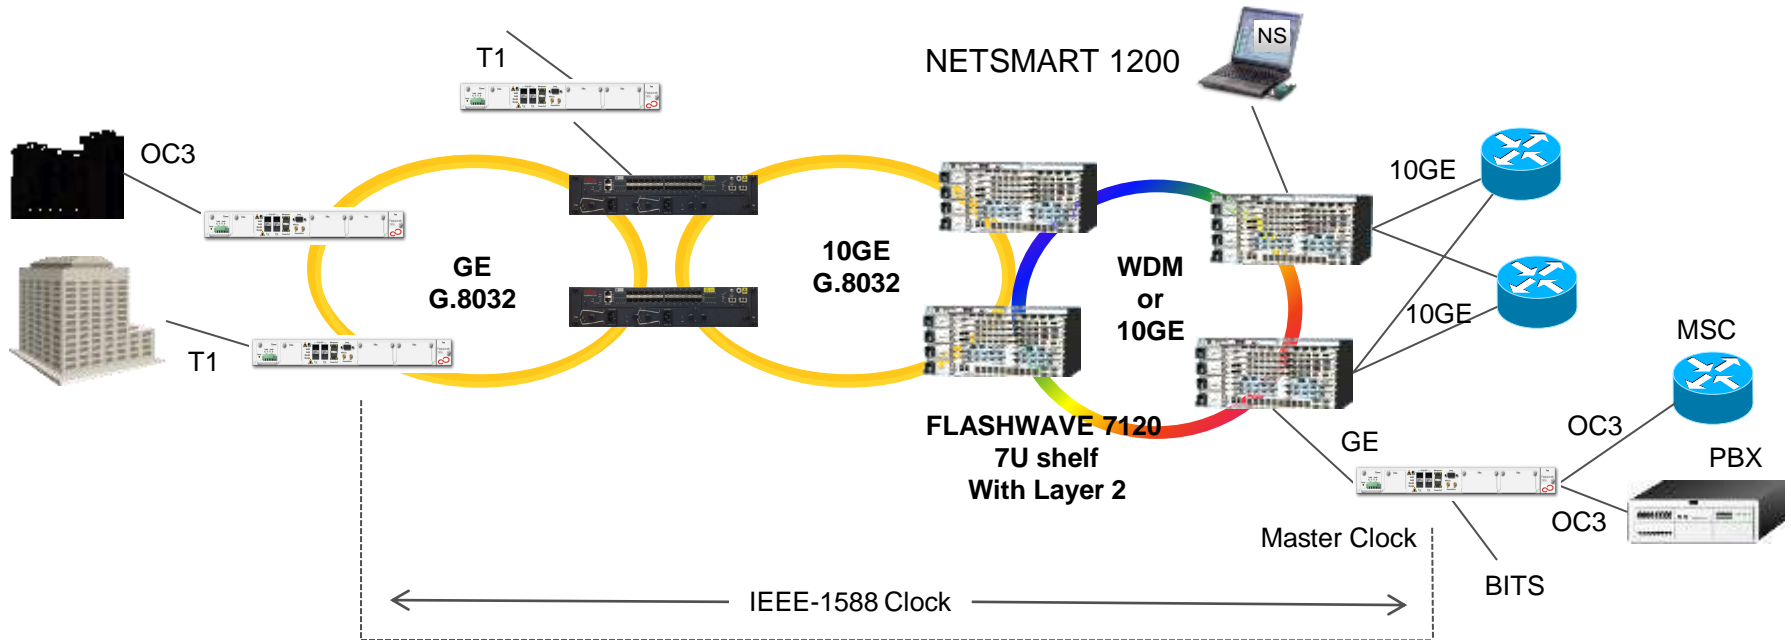 T1
NETSMART 1200
NS
OC3
10GE
GE
G.8032
10GE
G.8032
WDM
or
10GE
10GE
T1
MSC
FLASHWAVE 7120
7U shelf
With Layer 2
GE
OC3
PBX
OC3
Master Clock
BITS
IEEE-1588 Clock